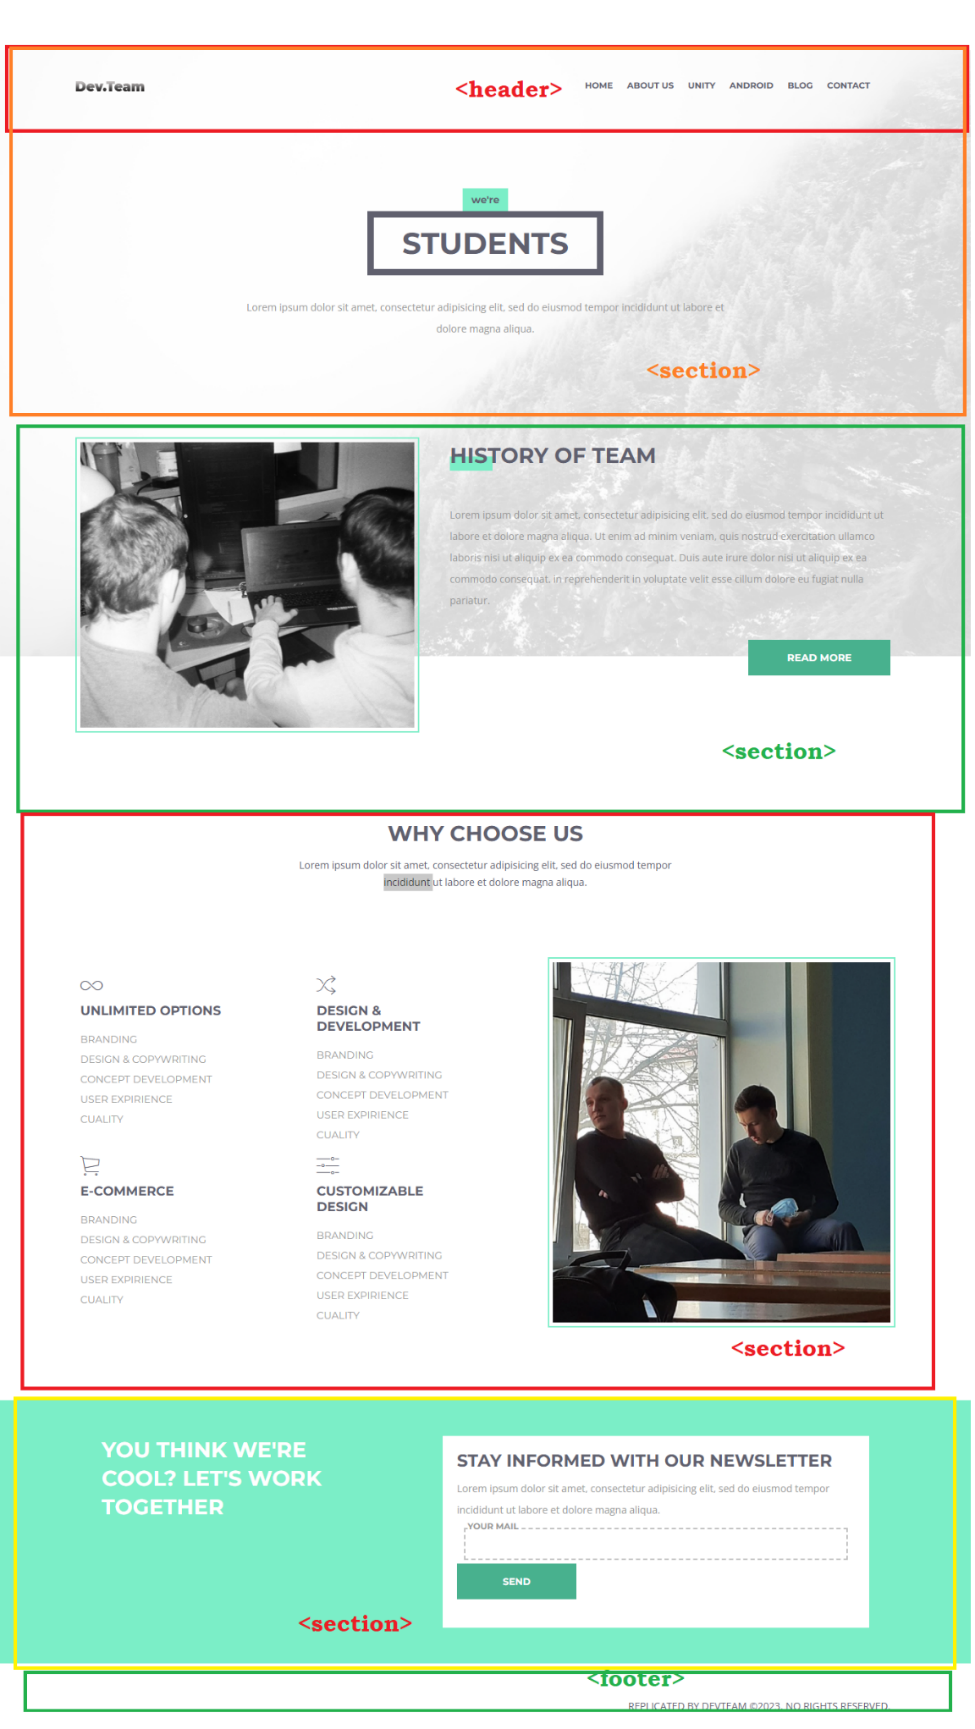 Dev.Team
<header>
HOME ABOUT US UNITY ANDROID BLOG CONTACT
we're
STUDENTS
Lorem ipsum dolor sit amet, consectetur adipisicing elit, sed do eiusmod tempor incididunt ut labore et
dolore magna aliqua.
<section>
HISTORY OF TEAM
Lorem ipsum dolor sit amet, consectetur adipisicing elit, sed do eiusmod tempor incididunt ut
labore et dolore magna aliqua. Ut enim ad minim veniam, quis nostrud exercitation ullamco
laboris nisi ut aliquip ex ea commodo consequat. Duis aute irure dolor nisi ut aliquip ex ea
commodo consequat. in reprehenderit in voluptate velit esse cillum dolore eu fugiat nulla
pariatur.
READ MORE
<section>
WHY CHOOSE US
Lorem ipsum dolor sit amet, consectetur adipisicing elit, sed do eiusmod tempor
incididunt ut labore et dolore magna aliqua.
UNLIMITED OPTIONS
BRANDING
DESIGN & COPYWRITING
CONCEPT DEVELOPMENT
USER EXPIRIENCE
CUALITY
DESIGN &
DEVELOPMENT
BRANDING
DESIGN & COPYWRITING
CONCEPT DEVELOPMENT
USER EXPIRIENCE
CUALITY
E-COMMERCE
BRANDING
DESIGN & COPYWRITING
CONCEPT DEVELOPMENT
USER EXPIRIENCE
CUALITY
CUSTOMIZABLE
DESIGN
BRANDING
DESIGN & COPYWRITING
CONCEPT DEVELOPMENT
USER EXPIRIENCE
CUALITY
<section>
YOU THINK WE'RE
COOL? LET'S WORK
TOGETHER
STAY INFORMED WITH OUR NEWSLETTER
Lorem ipsum dolor sit amet, consectetur adipisicing elit, sed do eiusmod tempor
incididunt ut labore et dolore magna aliqua.
YOUR MAIL
SEND
<section>
<footer>
REPLICATED BY DEVTEAM ©2023. NO RIGHTS RESERVED.